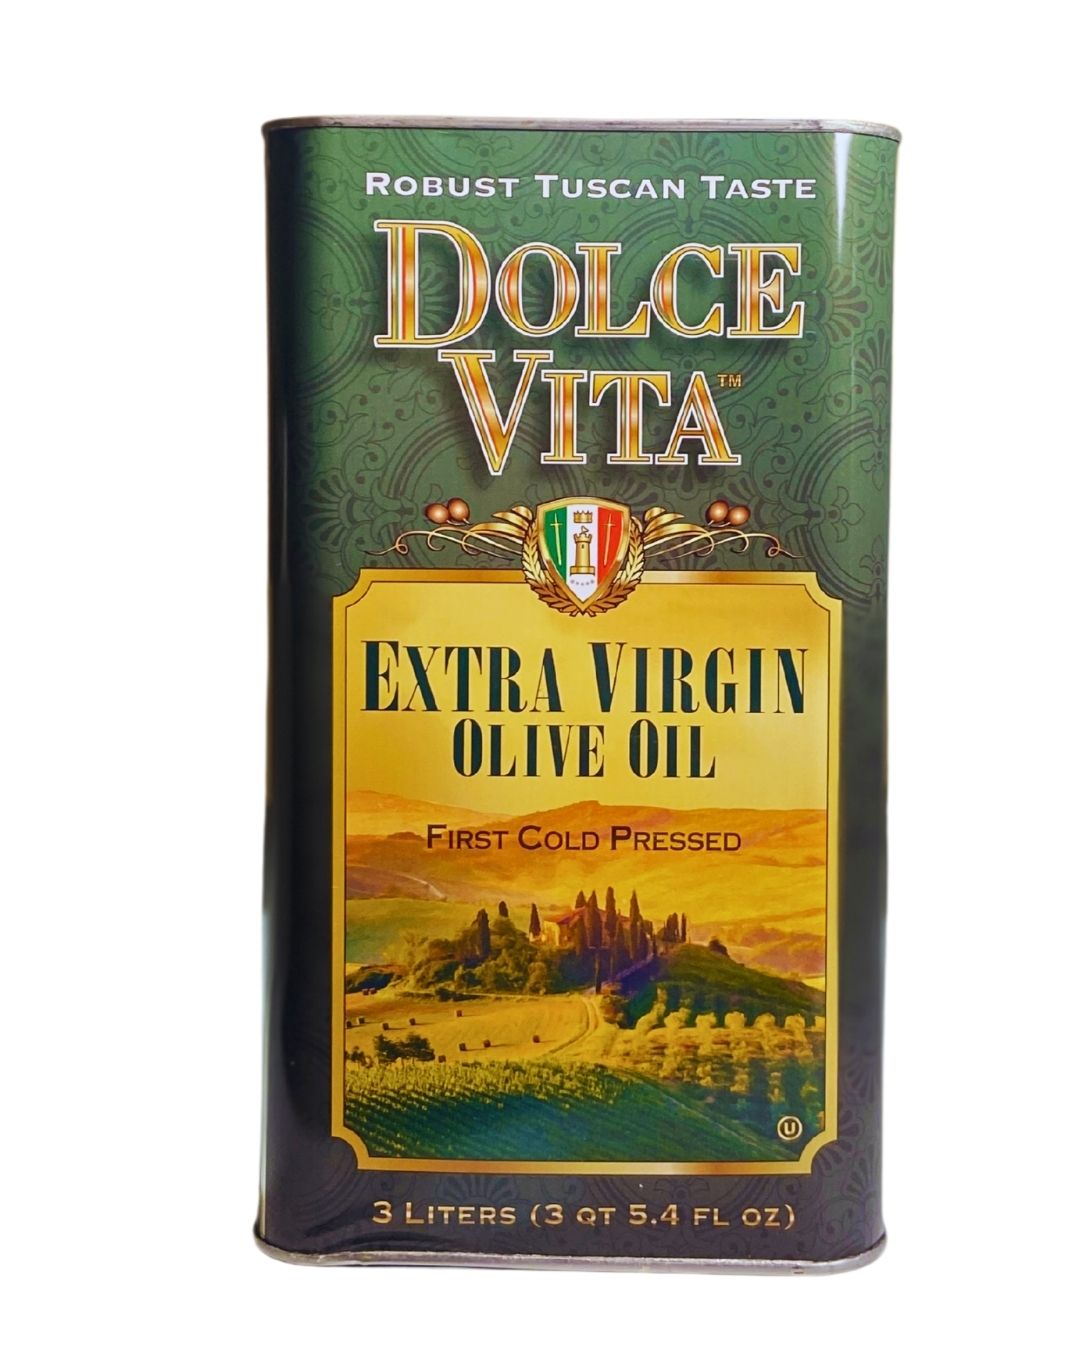 ROBUST TUSCAN TASTE
DOLCE
VITA™
EXTRA VIRGIN
OLIVE OIL
FIRST COLD PRESSED
U
3 LITERS (3 QT 5.4 FL OZ)